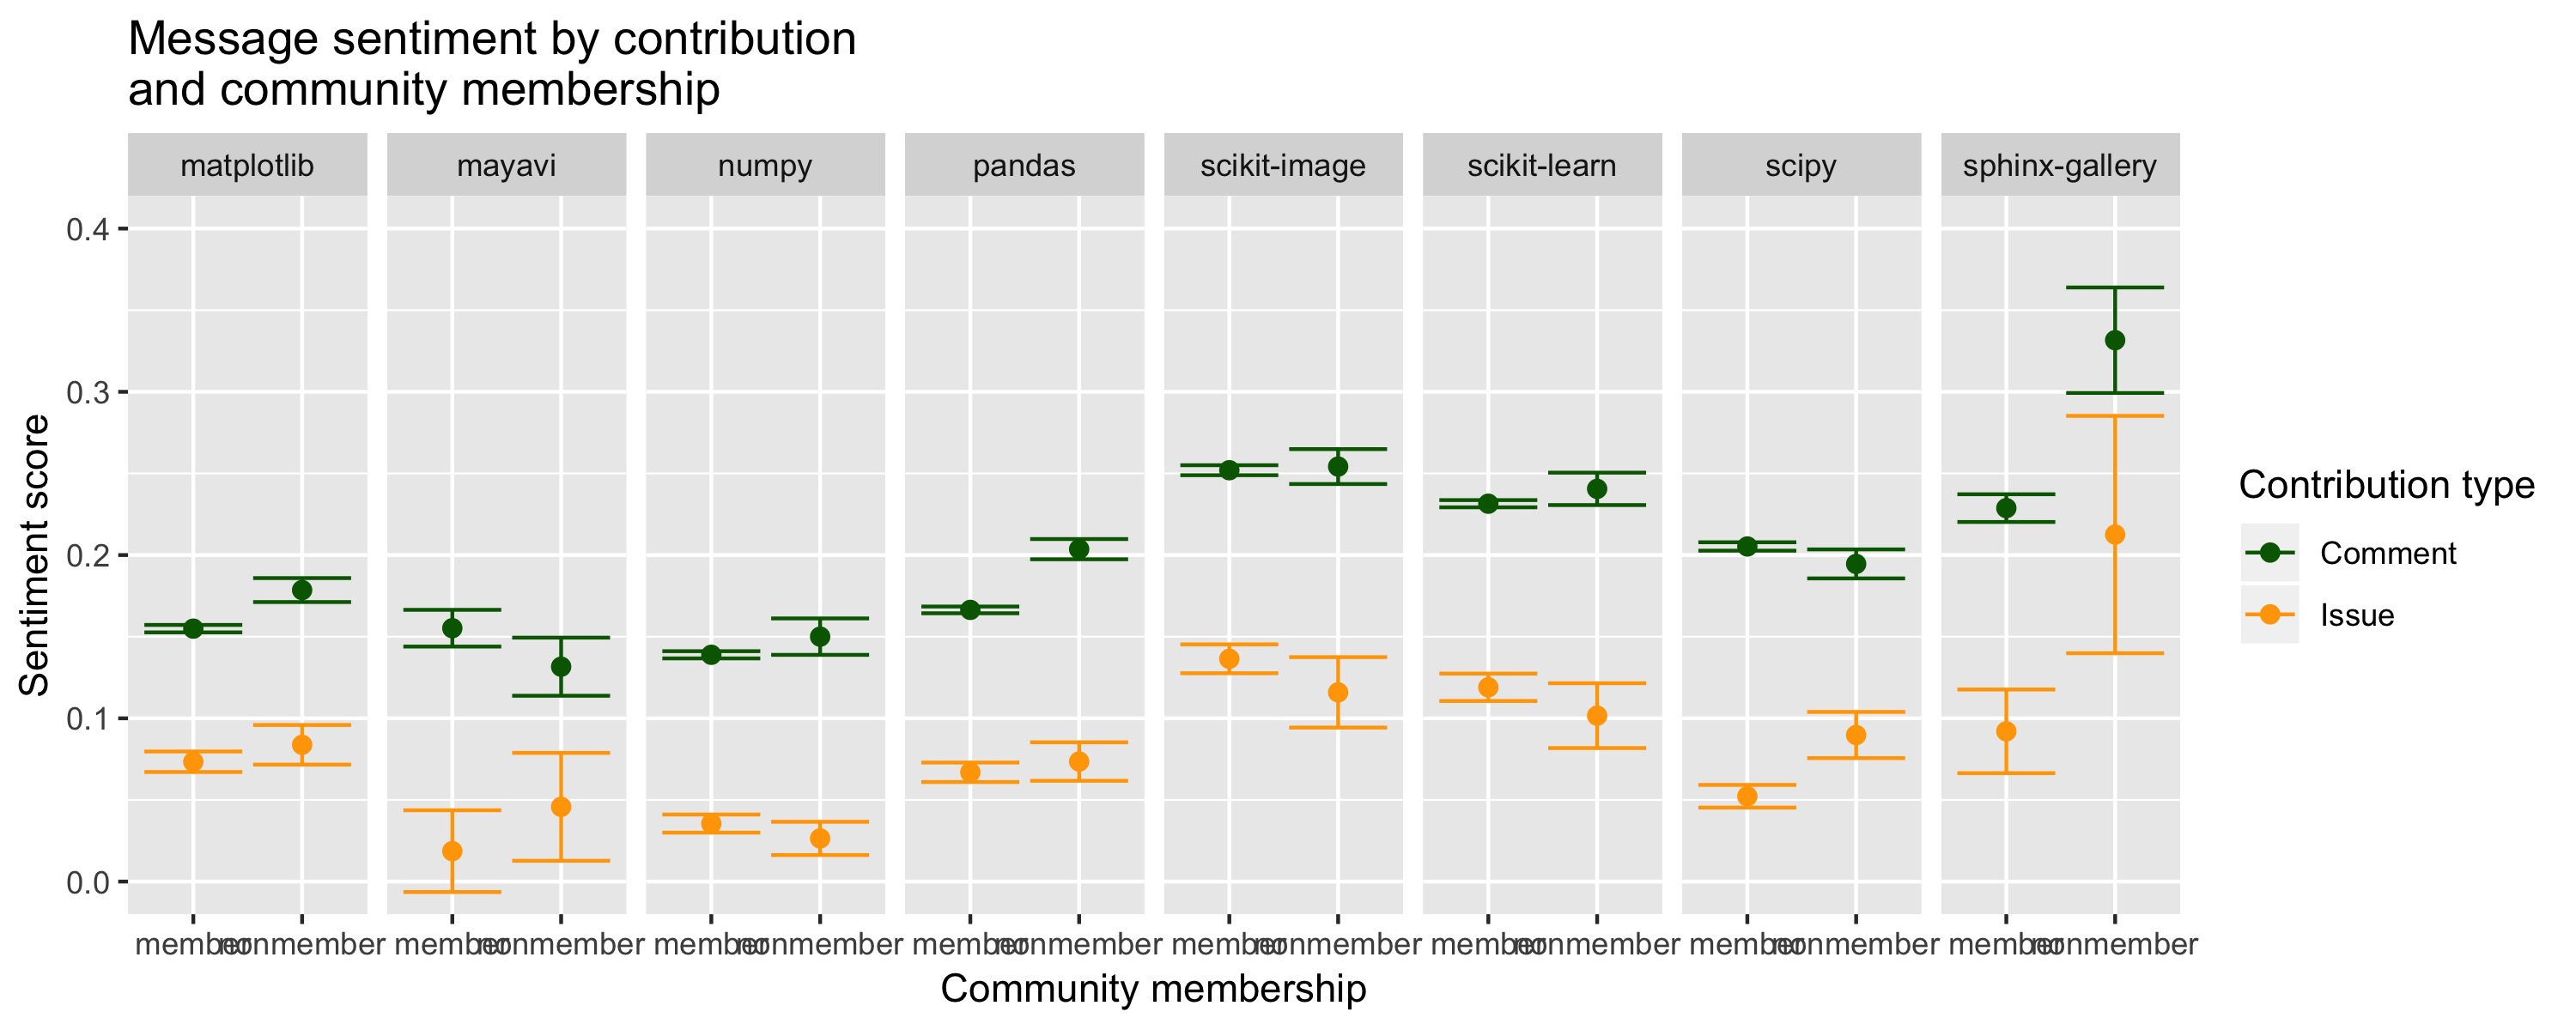 Message sentiment by contribution
and community membership
matplotlib mayavi numpy pandas scikit-image scikit-learn scipy sphinx-gallery
0.4
0.3
0.2
0.1
0.0
Sentiment score
member nonmember member nonmember member nonmember member nonmember member nonmember member nonmember member nonmember member nonmember
Community membership
Contribution type
Comment
Issue